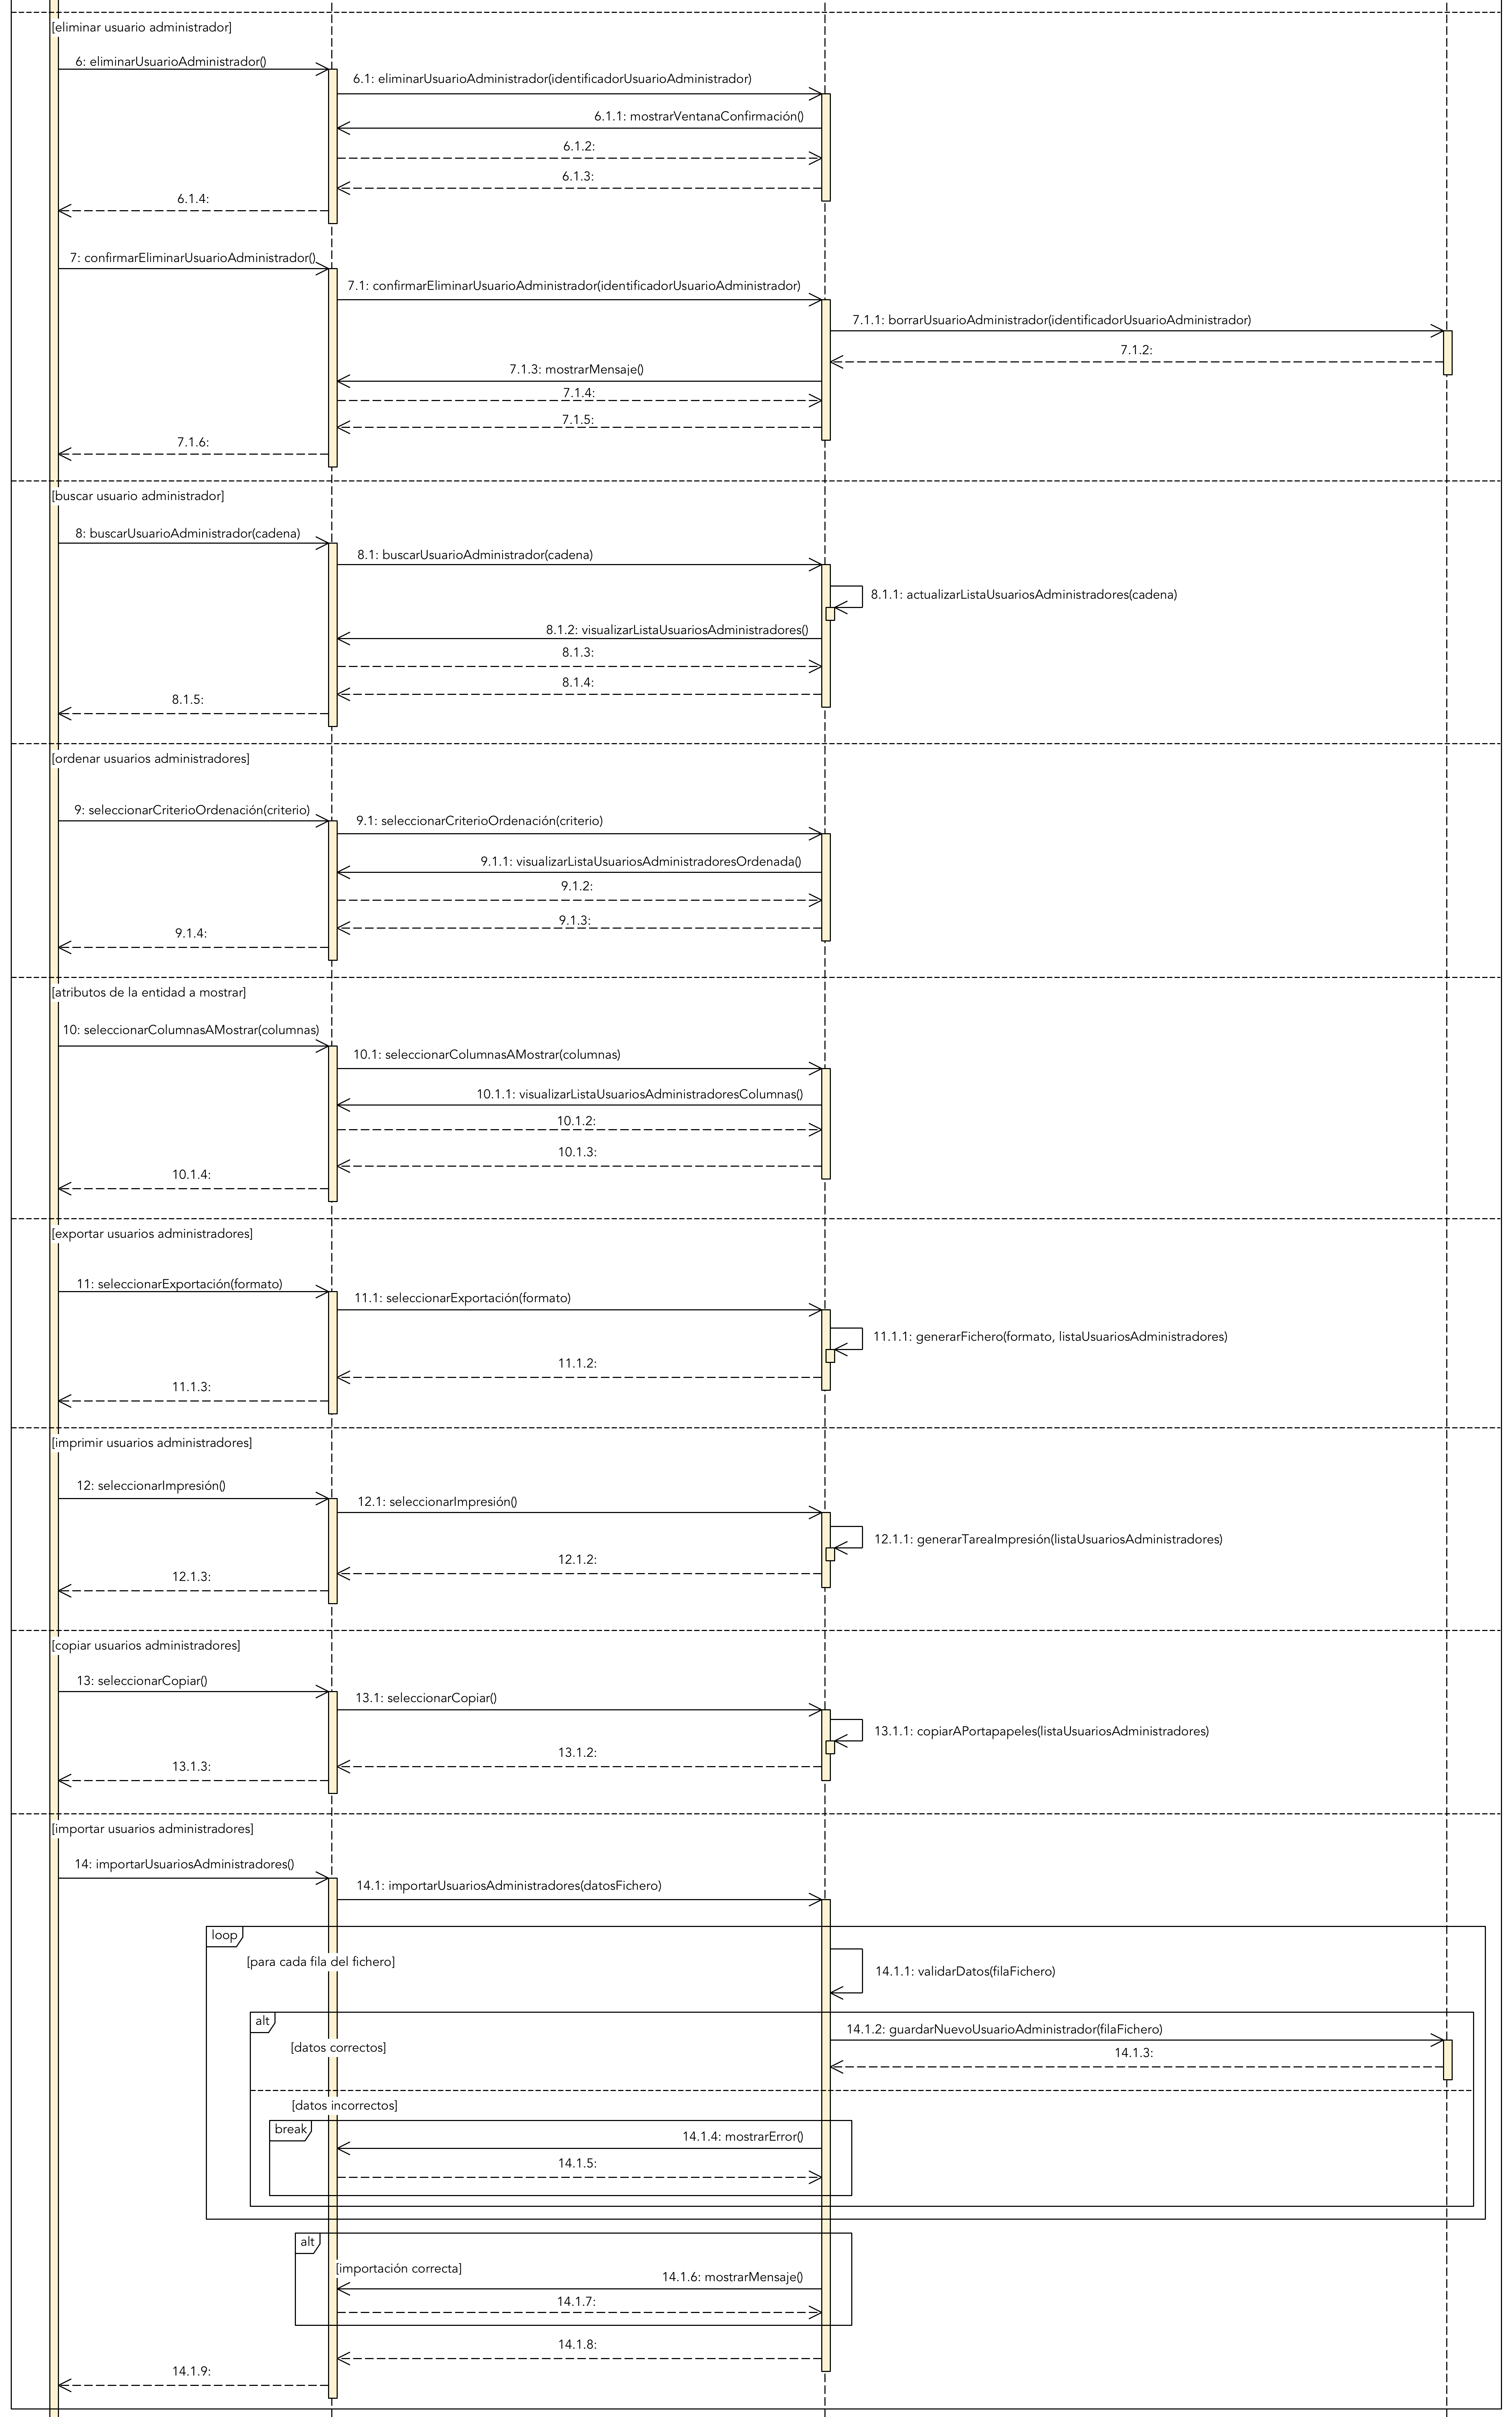 [eliminar usuario administrador]
6: eliminarUsuarioAdministrador()
6.1: eliminarUsuarioAdministrador(identificadorUsuarioAdministrador)
6.1.1: mostrarVentanaConfirmación()
6.1.2:
6.1.3:
6.1.4:
7: confirmarEliminarUsuarioAdministrador()
7.1: confirmarEliminarUsuarioAdministrador(identificadorUsuarioAdministrador)
7.1.1: borrarUsuarioAdministrador(identificadorUsuarioAdministrador)
7.1.2:
7.1.3: mostrarMensaje()
7.1.4:
7.1.5:
7.1.6:
[buscar usuario administrador]
8: buscarUsuarioAdministrador(cadena)
8.1: buscarUsuarioAdministrador(cadena)
8.1.1: actualizarListaUsuariosAdministradores(cadena)
8.1.2: visualizarListaUsuariosAdministradores()
8.1.3:
8.1.4:
8.1.5:
[ordenar usuarios administradores]
9: seleccionarCriterioOrdenación(criterio)
9.1: seleccionarCriterioOrdenación(criterio)
9.1.1: visualizarListaUsuariosAdministradoresOrdenada()
9.1.2:
9.1.3:
9.1.4:
[atributos de la entidad a mostrar]
10: seleccionarColumnasAMostrar(columnas)
10.1: seleccionarColumnasAMostrar(columnas)
10.1.1: visualizarListaUsuariosAdministradoresColumnas()
10.1.2:
10.1.3:
10.1.4:
[exportar usuarios administradores]
11: seleccionarExportación(formato)
11.1: seleccionarExportación(formato)
11.1.1: generarFichero(formato, listaUsuariosAdministradores)
11.1.2:
11.1.3:
[imprimir usuarios administradores]
12: seleccionarImpresión()
12.1: seleccionarImpresión()
12.1.1: generarTareaImpresión(listaUsuariosAdministradores)
12.1.2:
12.1.3:
[copiar usuarios administradores]
13: seleccionarCopiar()
13.1: seleccionarCopiar()
13.1.1: copiarAPortapapeles(listaUsuariosAdministradores)
13.1.2:
13.1.3:
[importar usuarios administradores]
14: importarUsuariosAdministradores()
14.1: importarUsuariosAdministradores(datosFichero)
loop
[para cada fila del fichero]
14.1.1: validarDatos(filaFichero)
alt
14.1.2: guardarNuevoUsuarioAdministrador(filaFichero)
[datos correctos]
14.1.3:
[datos incorrectos]
break
14.1.4: mostrarError()
14.1.5:
alt
[importación correcta]
14.1.6: mostrarMensaje()
14.1.7:
14.1.8:
14.1.9: